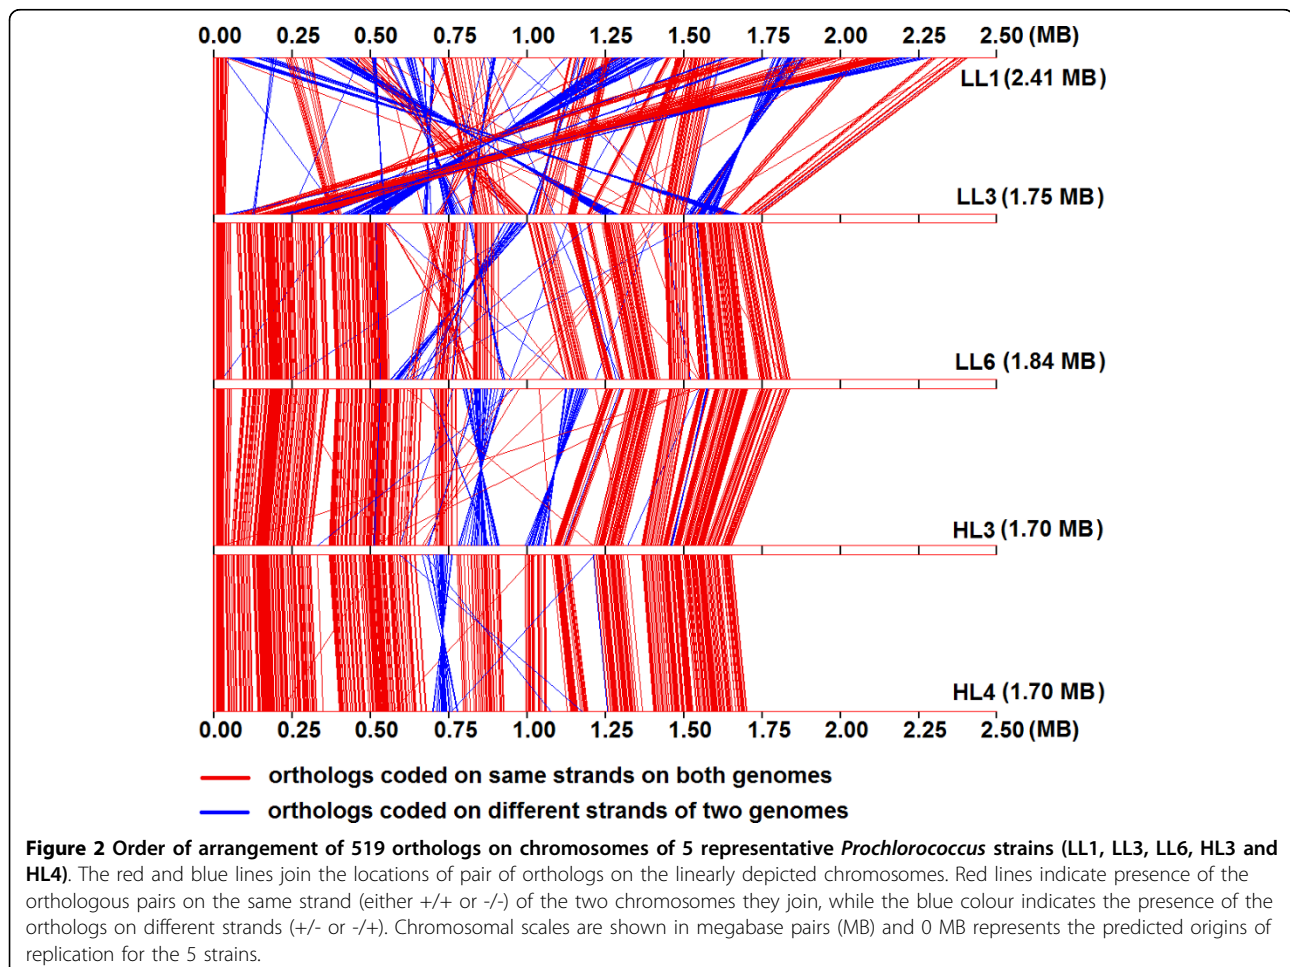 0.00 0.25 0.50 0.75 1.00 1.25 1.50 1.75 2.00 2.25 2.50 (MB)
LL1 (2.41 MB)
LL3 (1.75 MB)
LL6 (1.84 MB)
HL3 (1.70 MB)
HL4 (1.70 MB)
0.00 0.25 0.50 0.75 1.00 1.25 1.50 1.75 2.00 2.25 2.50 (MB)
orthologs coded on same strands on both genomes
orthologs coded on different strands of two genomes
Figure 2 Order of arrangement of 519 orthologs on chromosomes of 5 representative Prochlorococcus strains (LL1, LL3, LL6, HL3 and
HL4). The red and blue lines join the locations of pair of orthologs on the linearly depicted chromosomes. Red lines indicate presence of the
orthologous pairs on the same strand (either +/+ or -/-) of the two chromosomes they join, while the blue colour indicates the presence of the
orthologs on different strands (+/- or -/+). Chromosomal scales are shown in megabase pairs (MB) and 0 MB represents the predicted origins of
replication for the 5 strains.